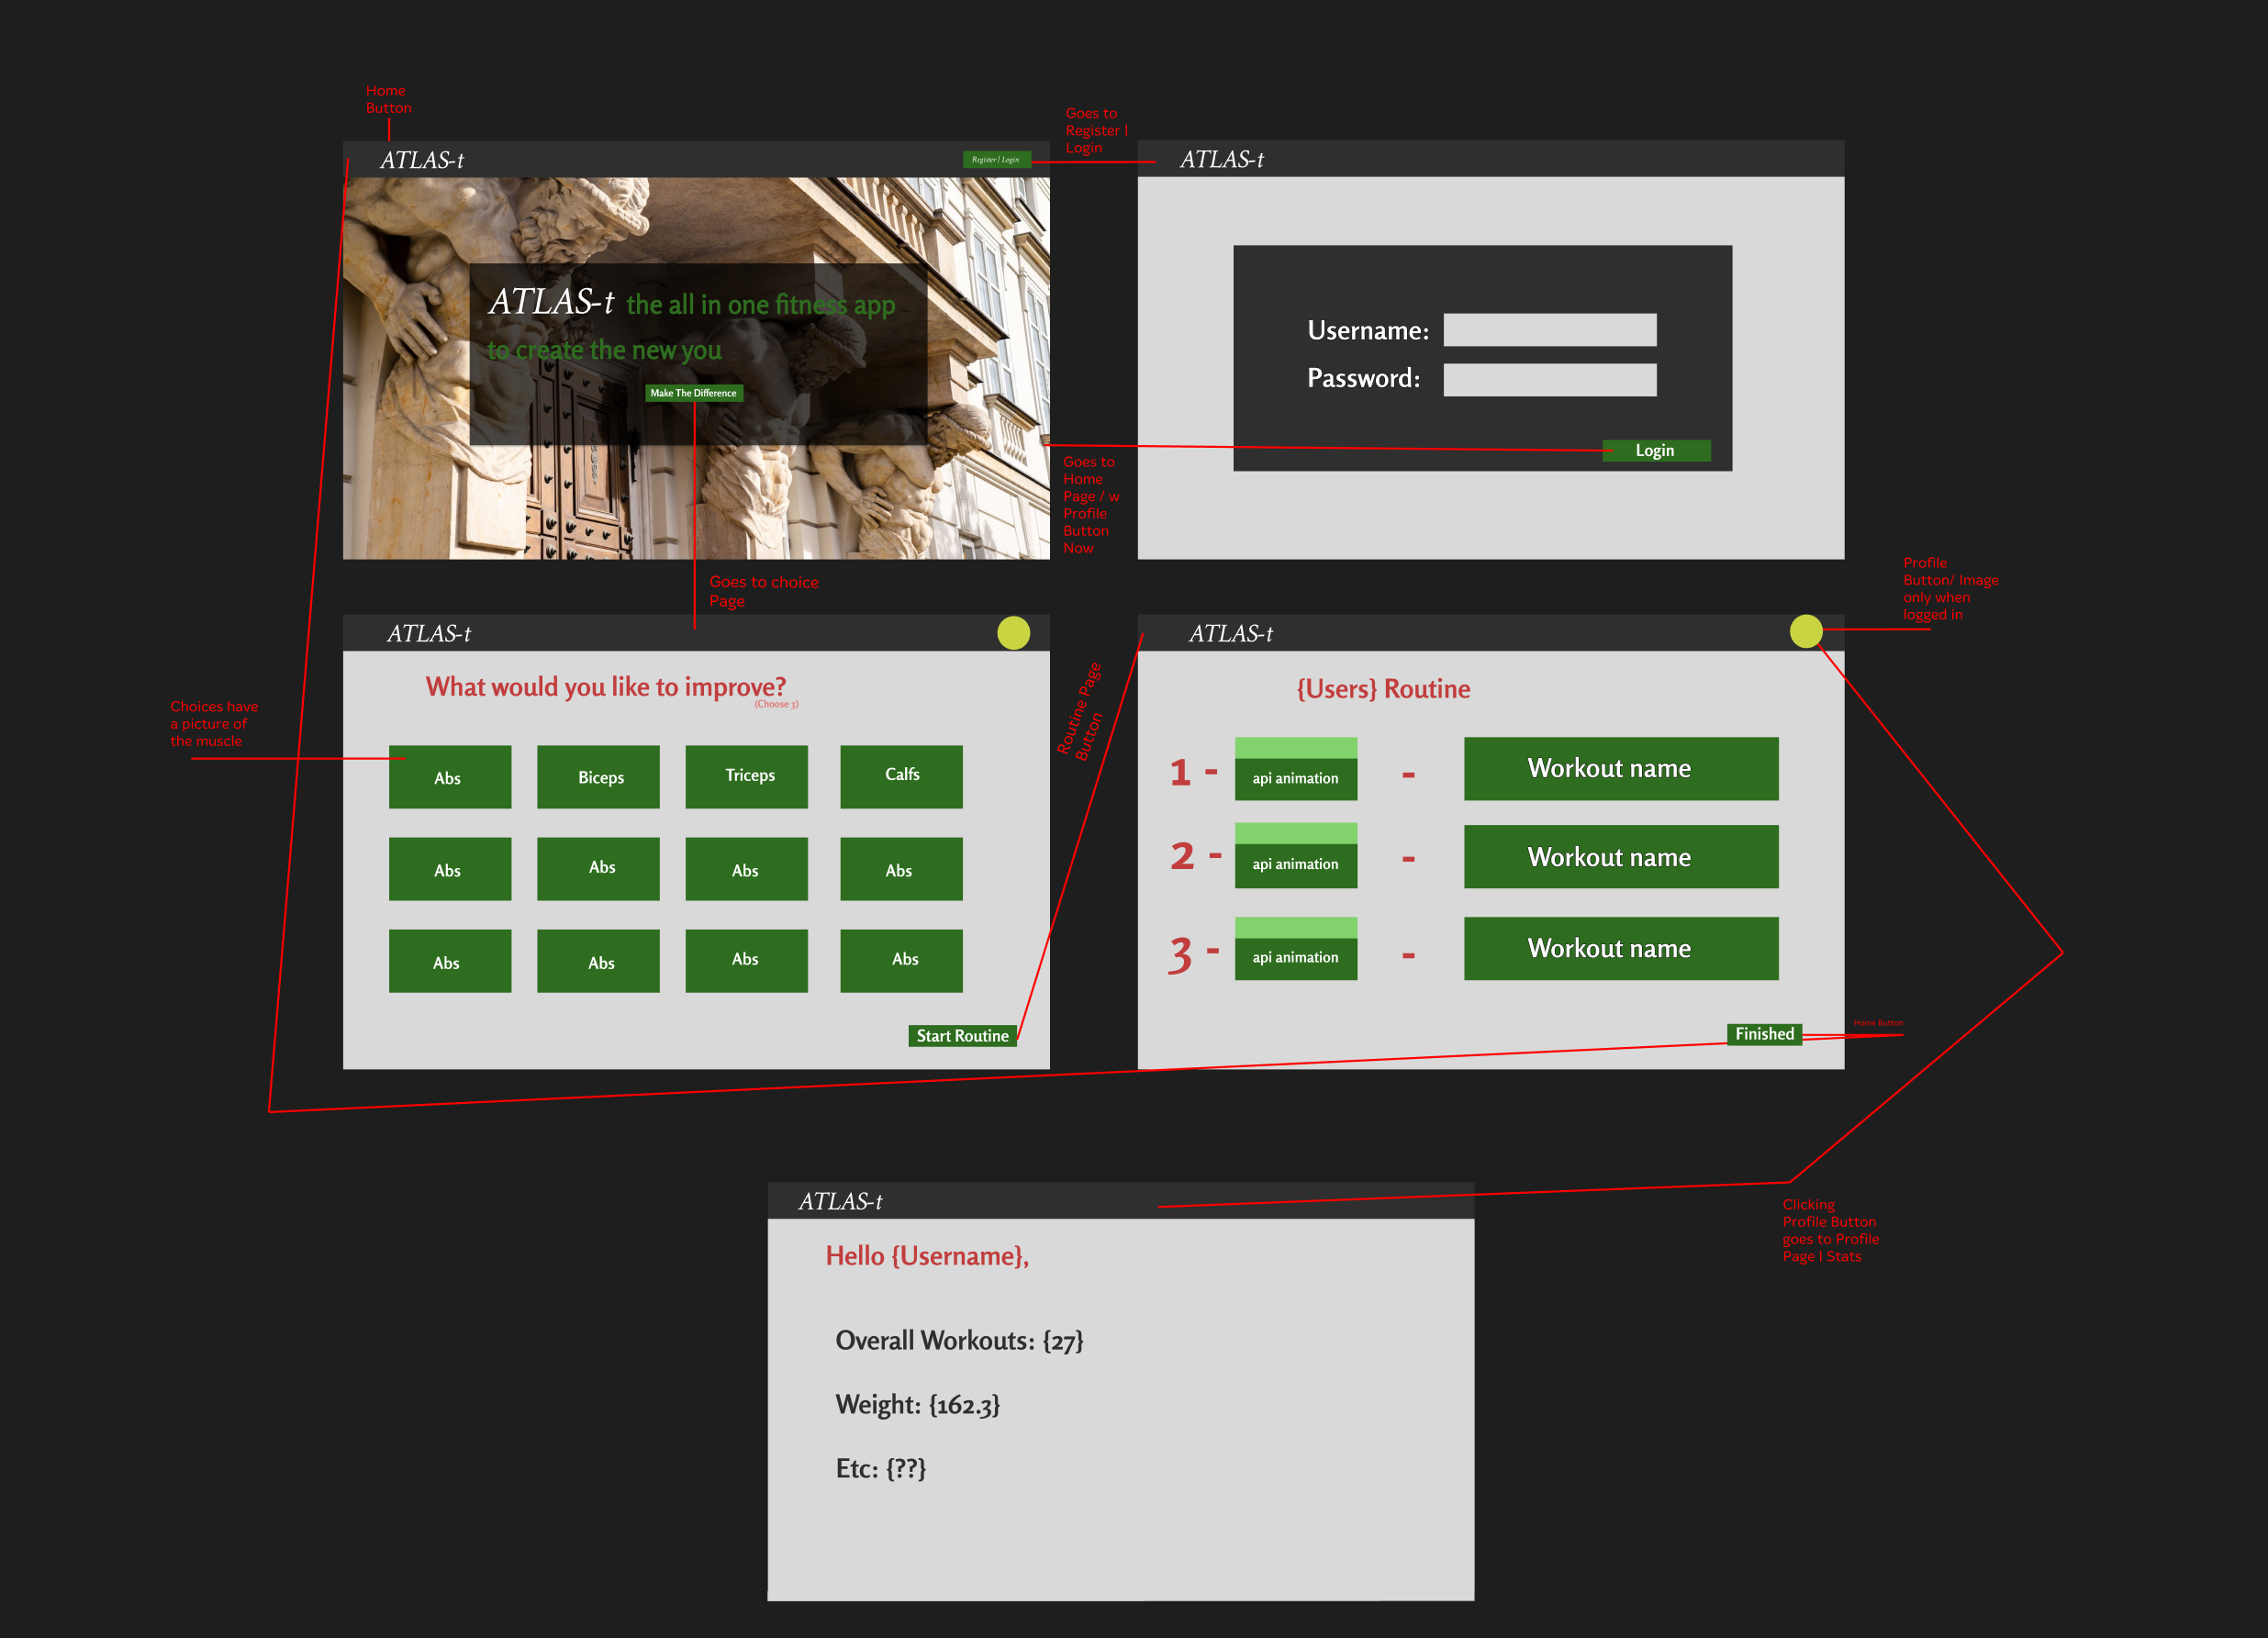 Home
Button
ATLAS-t
Register | Login
ATLAS-t the all in one fitness app
to create the new you
Make The Difference
Goes to
Register |
Login
ATLAS-t
Username:
Password:
Login
Goes to
Home
Page / w
Profile
Button
Now
Goes to choice
Page
ATLAS-t
What would you like to improve?
(Choose 3)
Choices have
a picture of
the muscle
Abs
Biceps
Triceps
Calfs
Abs
Abs
Abs
Abs
Abs
Abs
Abs
Abs
Start Routine
Routine Page
Button
ATLAS-t
Profile
Button/ Image
only when
logged in
{Users} Routine
1 -
api animation
-
Workout name
2 -
api animation
-
Workout name
3 -
api animation
-
Workout name
Finished
Home Button
ATLAS-t
Hello {Username},
Overall Workouts: {27}
Weight: {162.3}
Etc: {??}
Clicking
Profile Button
goes to Profile
Page | Stats